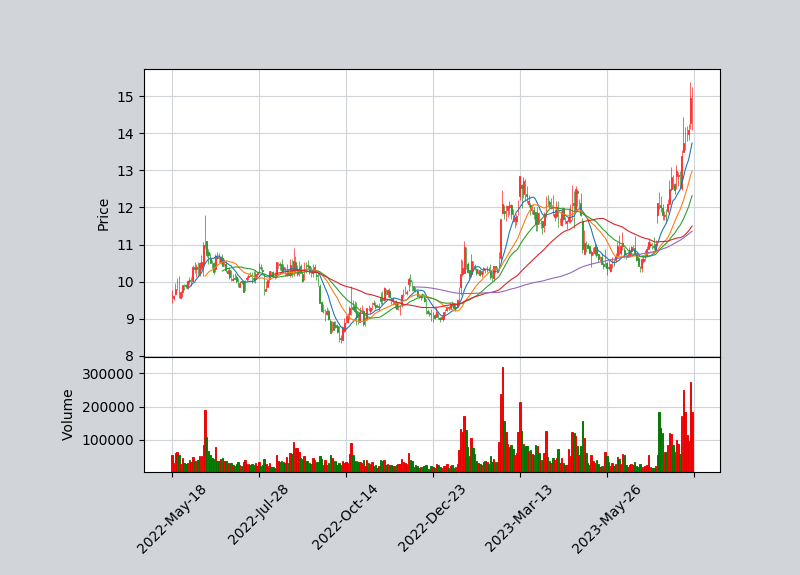 Price
15
14
13
12
11
10
9
8
Volume
300000
200000
100000
2022-May-18
2022-Jul-28
2022-Oct-14
2022-Dec-23
2023-Mar-13
2023-May-26